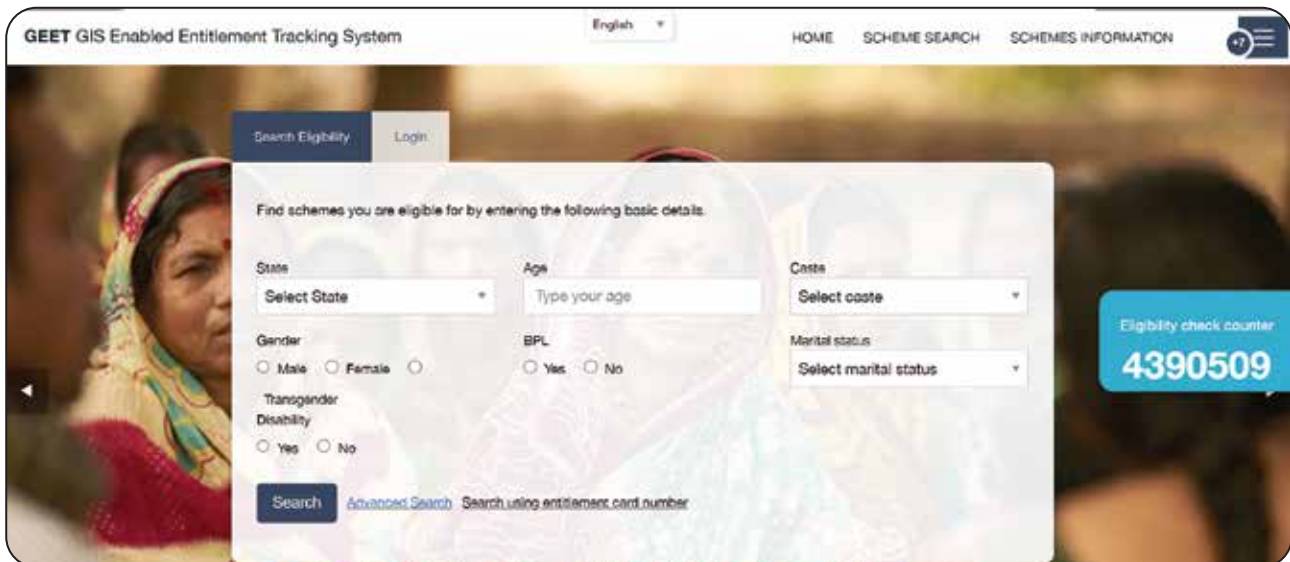 GEET GIS Enabled Entitlement Tracking System
English
HOME SCHEME SEARCH SCHEMES INFORMATION
+7
Search Eligibility Login
Find schemes you are eligible for by entering the following basic details.
State Age Caste
Select State Type your age Select caste
Gender BPL Marital status
Male Female Yes No Select marital status
Transgender
Disability
Yes No
Search Advanced Search Search using entitlement card number
Eligibility check counter
4390509